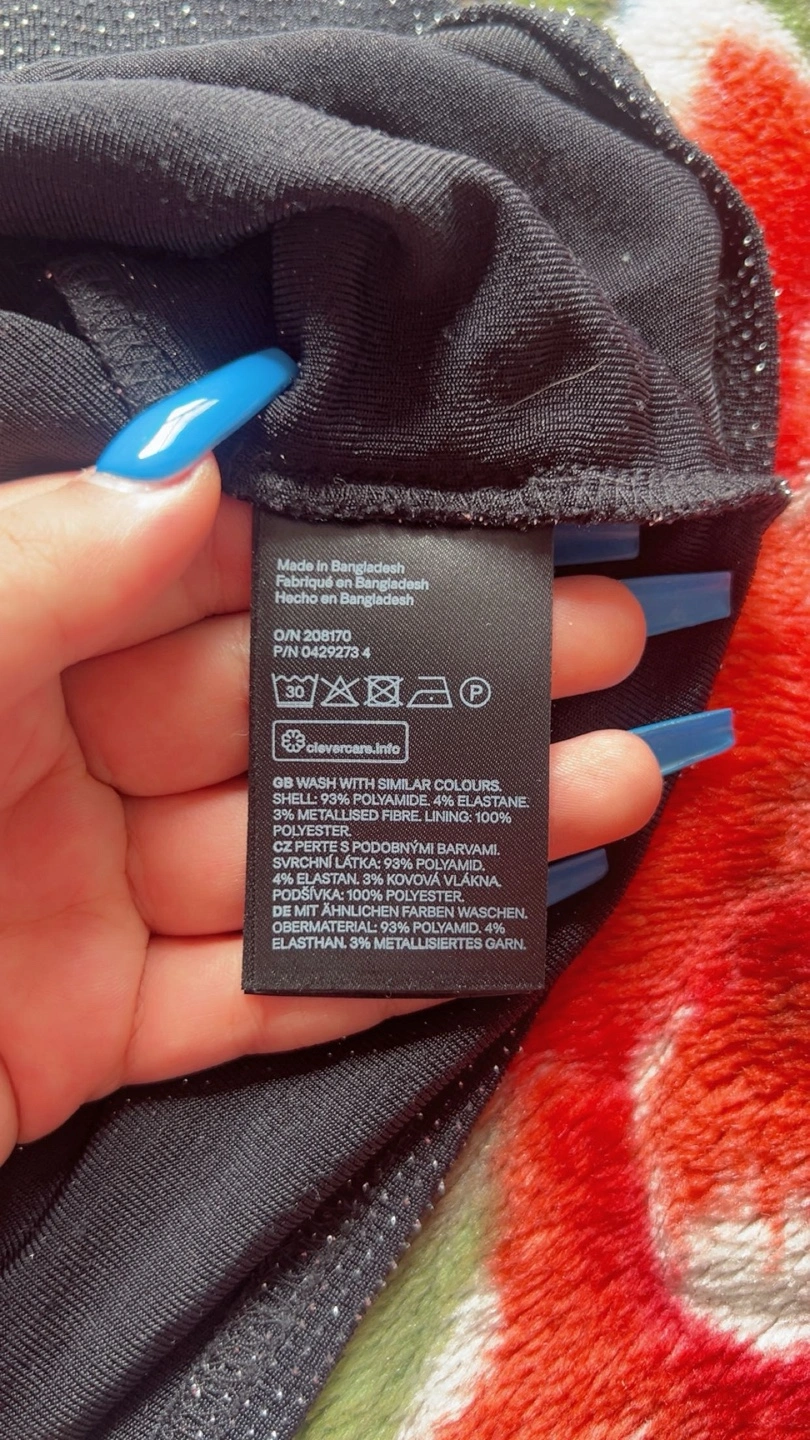 Made in Bangladesh
Fabriqué en Bangladesh
Hecho en Bangladesh
O/N 208170
P/N 0429273 4
30 P
clevercare.info
GB WASH WITH SIMILAR COLOURS.
SHELL: 93% POLYAMIDE. 4% ELASTANE.
3% METALLISED FIBRE. LINING: 100%
POLYESTER.
CZ PERTE S PODOBNÝMI BARVAMI.
SVRCHNÍ LÁTKA: 93% POLYAMID.
4% ELASTAN. 3% KOVOVÁ VLÁKNA.
PODŠÍVKA: 100% POLYESTER.
DE MIT ÄHNLICHEN FARBEN WASCHEN.
OBERMATERIAL: 93% POLYAMID. 4%
ELASTHAN. 3% METALLISIERTES GARN.